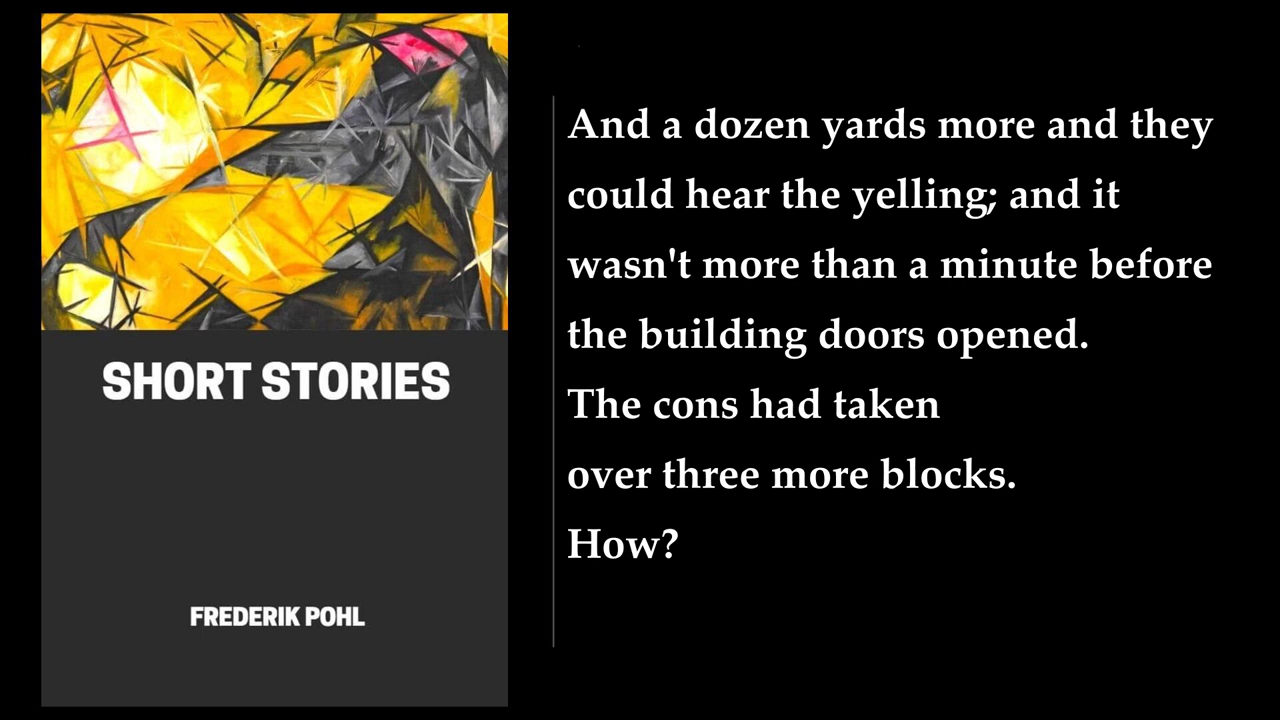 SHORT STORIES
FREDERIK POHL
And a dozen yards more and they
could hear the yelling; and it
wasn't more than a minute before
the building doors opened.
The cons had taken
over three more blocks.
How?